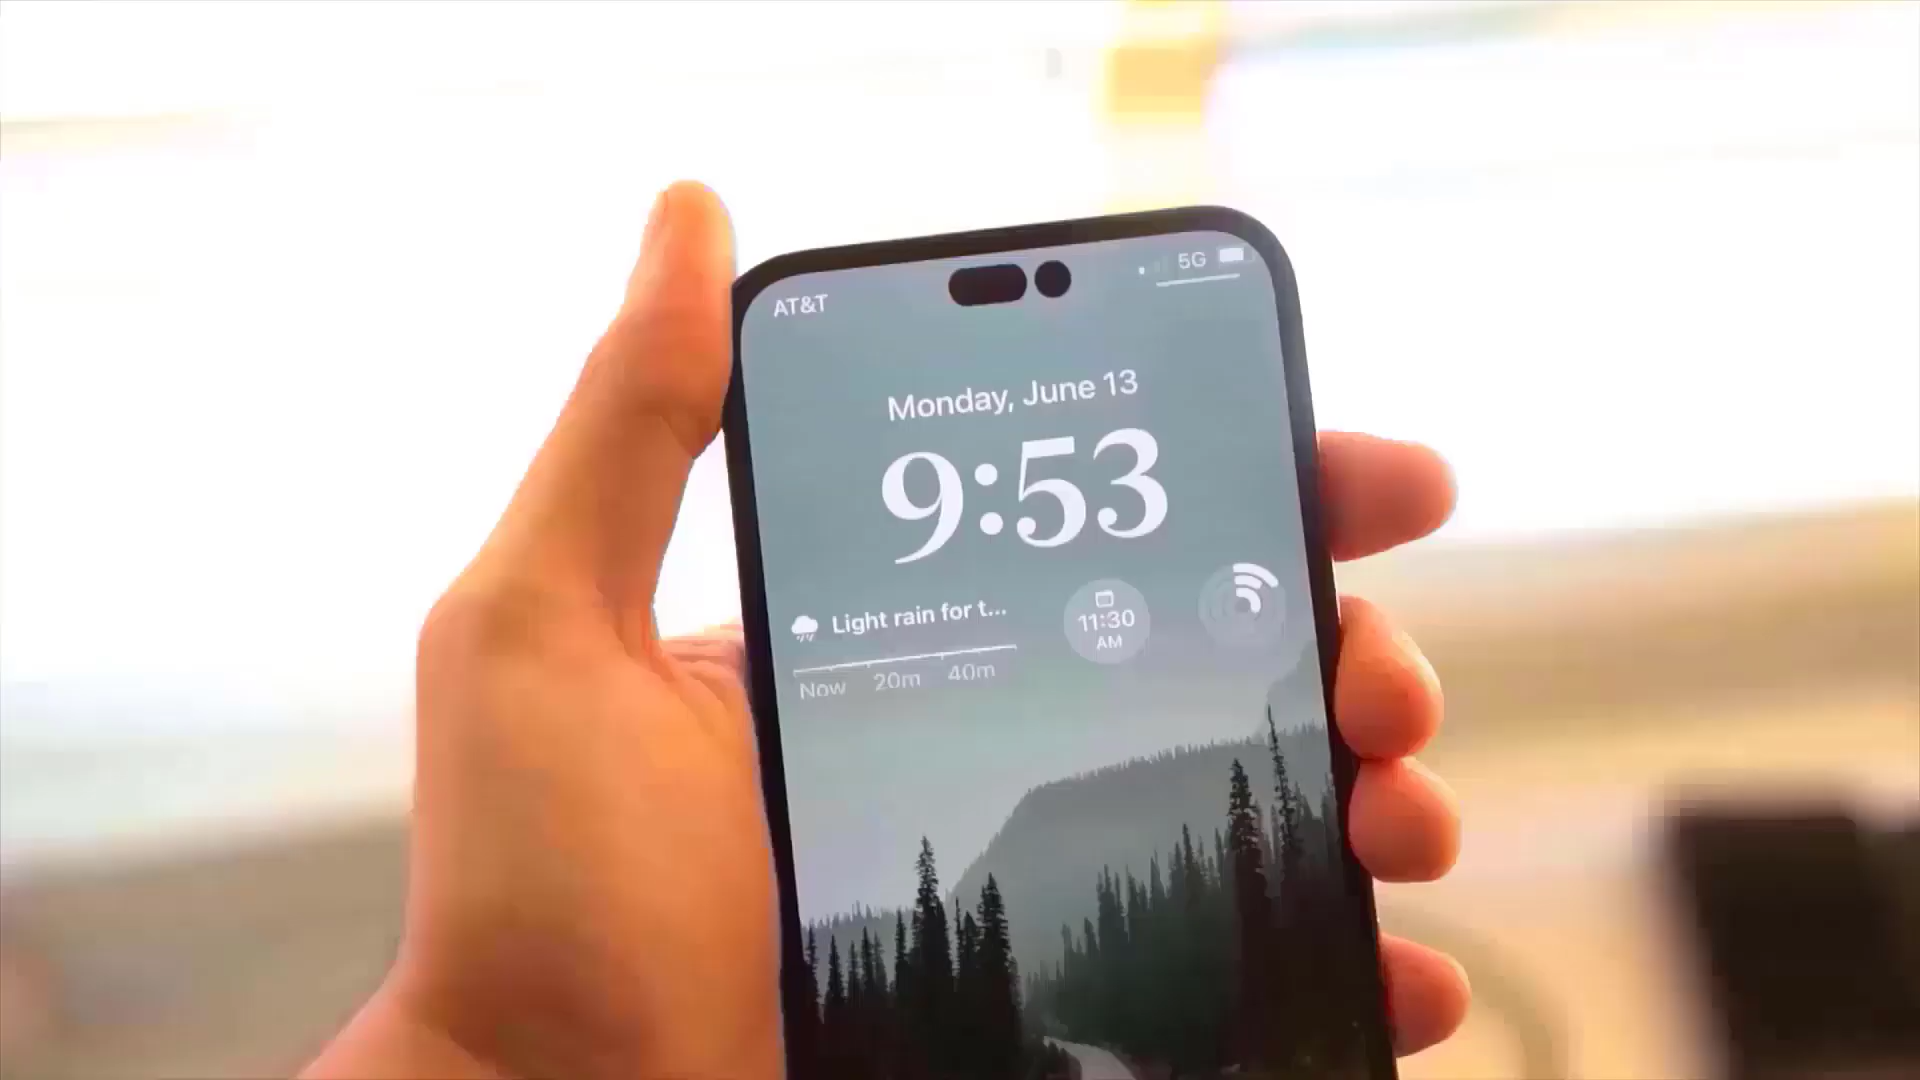 AT&T
5G
Monday, June 13
9:53
Light rain for t...
Now 20m 40m
11:30
AM